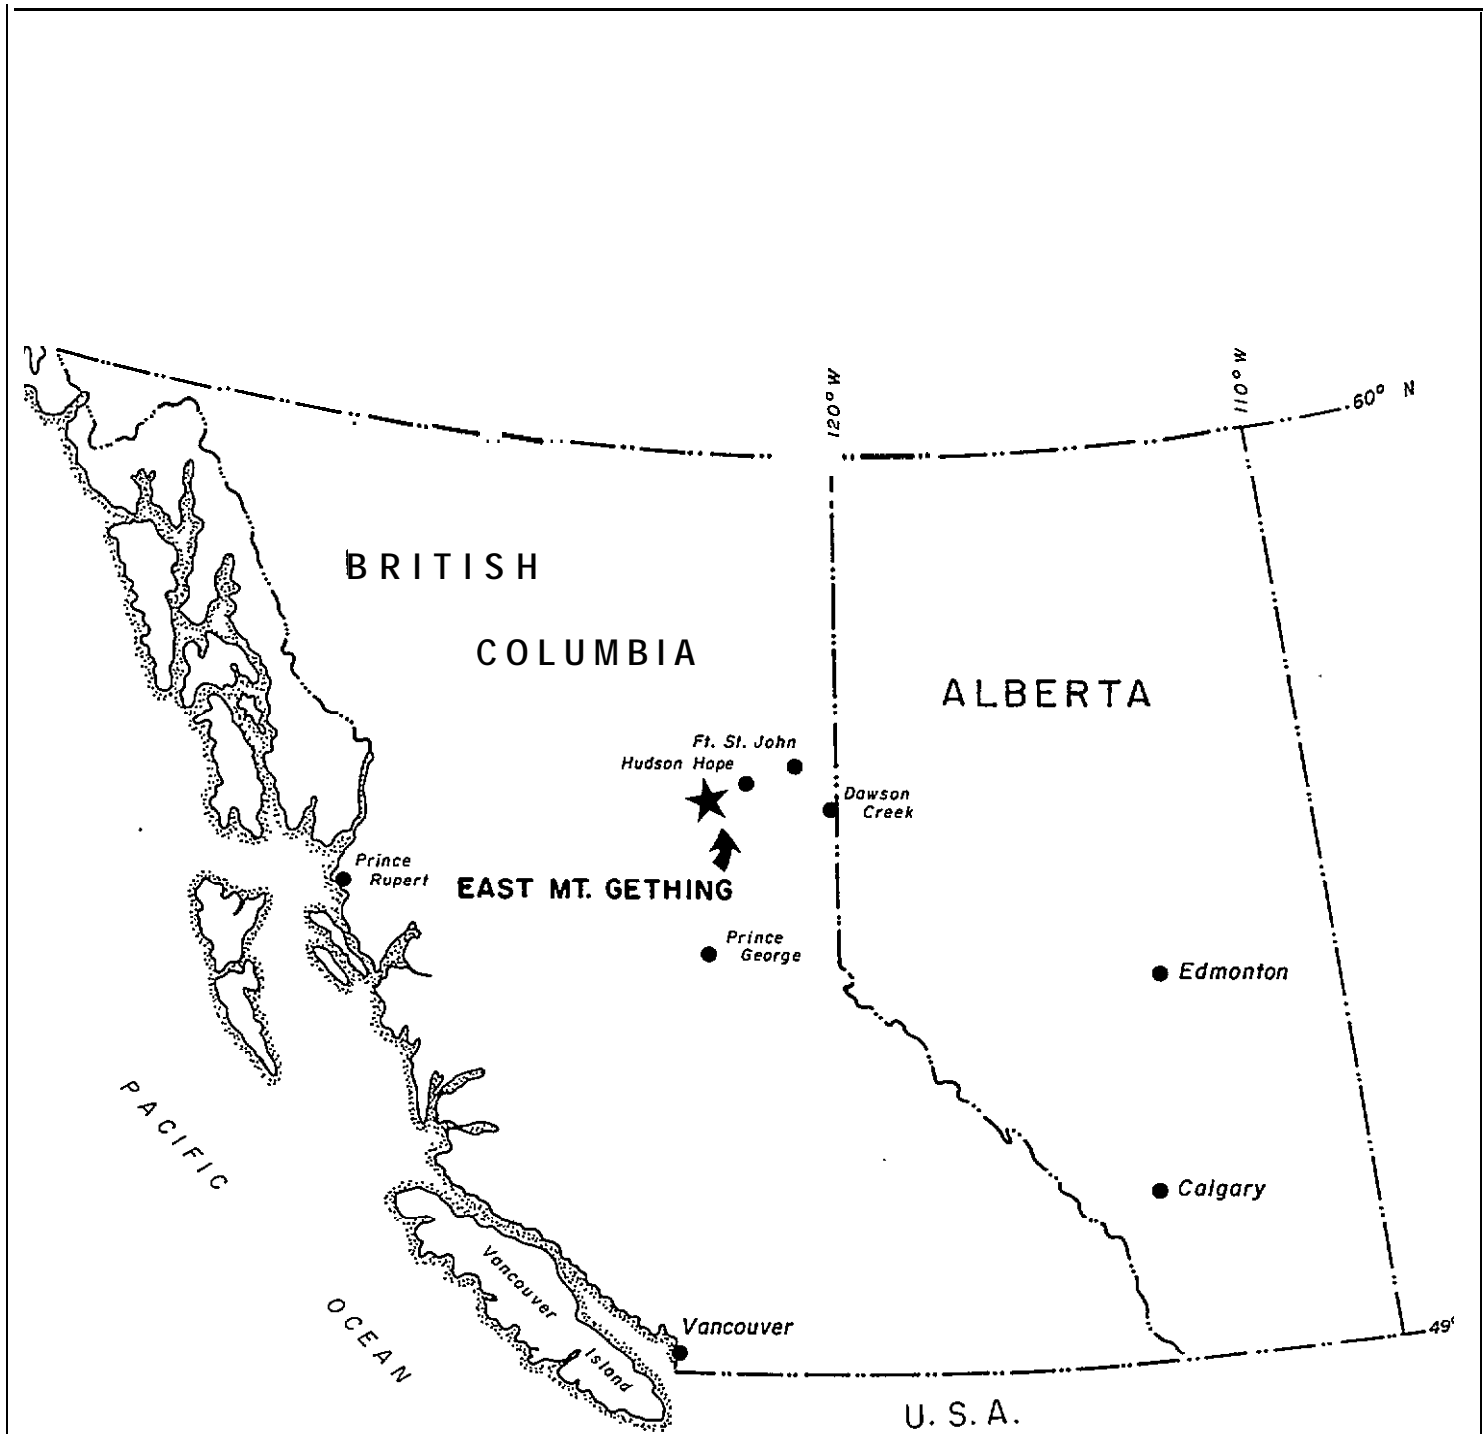 120° W
110° W
60° N
BRITISH
COLUMBIA
ALBERTA
Ft. St. John
Hudson Hope
Dawson
Creek
Prince
Rupert
EAST MT. GETHING
Prince
George
Edmonton
PACIFIC
OCEAN
Calgary
Vancouver
Island
Vancouver
49°
U. S. A.